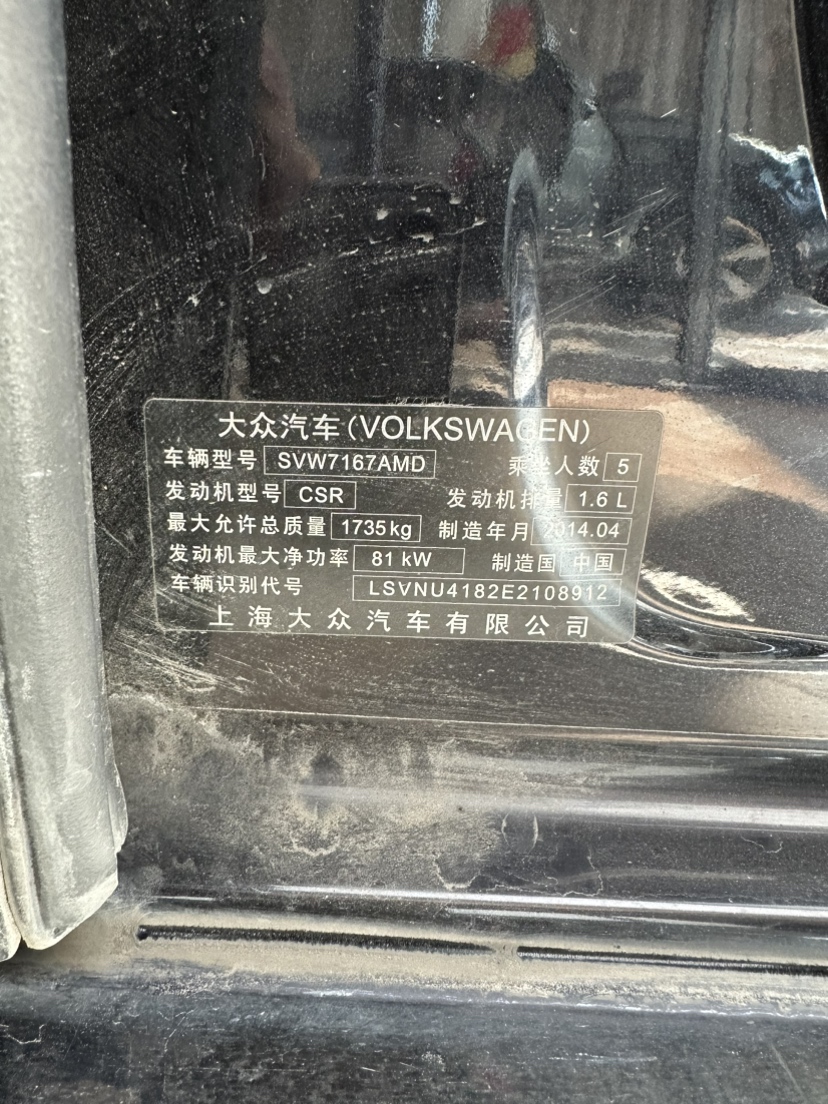 大众汽车(VOLKSWAGEN)
车辆型号 SVW7167AMD 乘坐人数 5
发动机型号 CSR 发动机排量 1.6 L
最大允许总质量 1735kg 制造年月 2014.04
发动机最大净功率 81 kW 制造国 中国
车辆识别代号 LSVNU4182E2108912
上海大众汽车有限公司